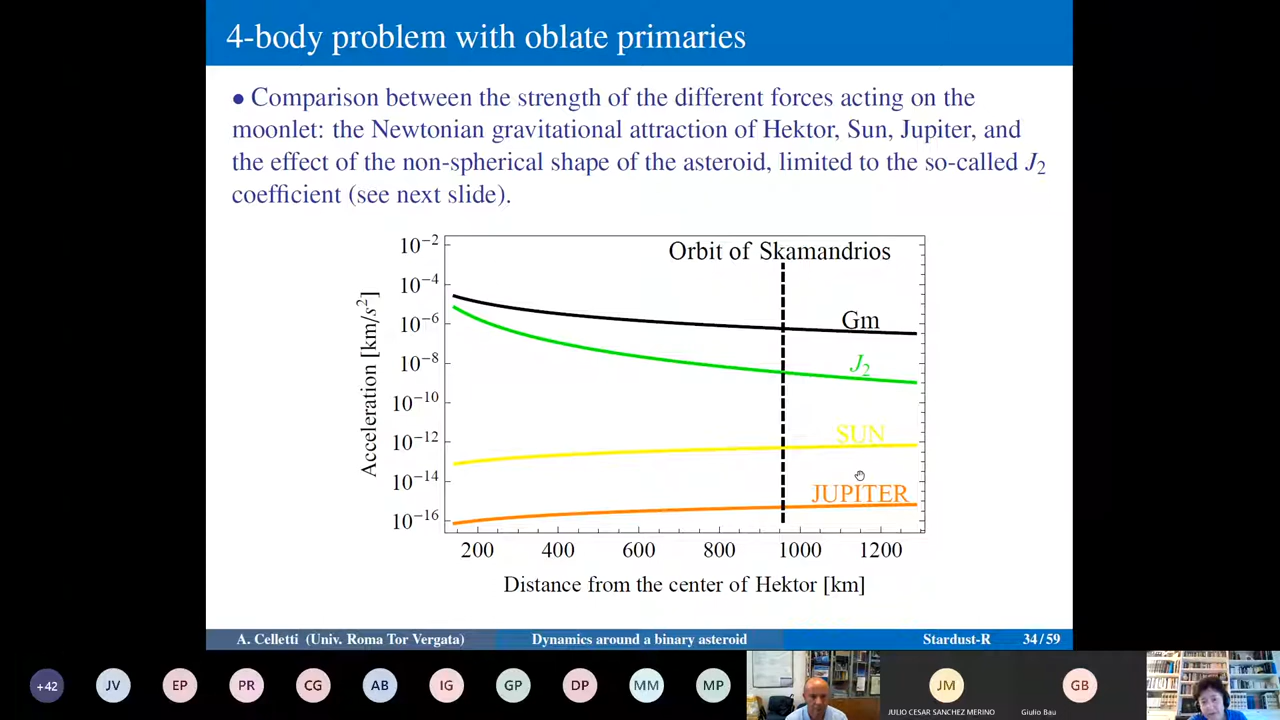 4-body problem with oblate primaries
• Comparison between the strength of the different forces acting on the
moonlet: the Newtonian gravitational attraction of Hektor, Sun, Jupiter, and
the effect of the non-spherical shape of the asteroid, limited to the so-called J₂
coefficient (see next slide).
Orbit of Skamandrios
Gm
J₂
SUN
JUPITER
Acceleration [km/s²]
10⁻²
10⁻⁴
10⁻⁶
10⁻⁸
10⁻¹⁰
10⁻¹²
10⁻¹⁴
10⁻¹⁶
200 400 600 800 1000 1200
Distance from the center of Hektor [km]
A. Celletti (Univ. Roma Tor Vergata) Dynamics around a binary asteroid Stardust-R 34 / 59
+42 JV EP PR CG AB IG GP DP MM MP JM GB
JULIO CESAR SANCHEZ MERINO Giulio Bau